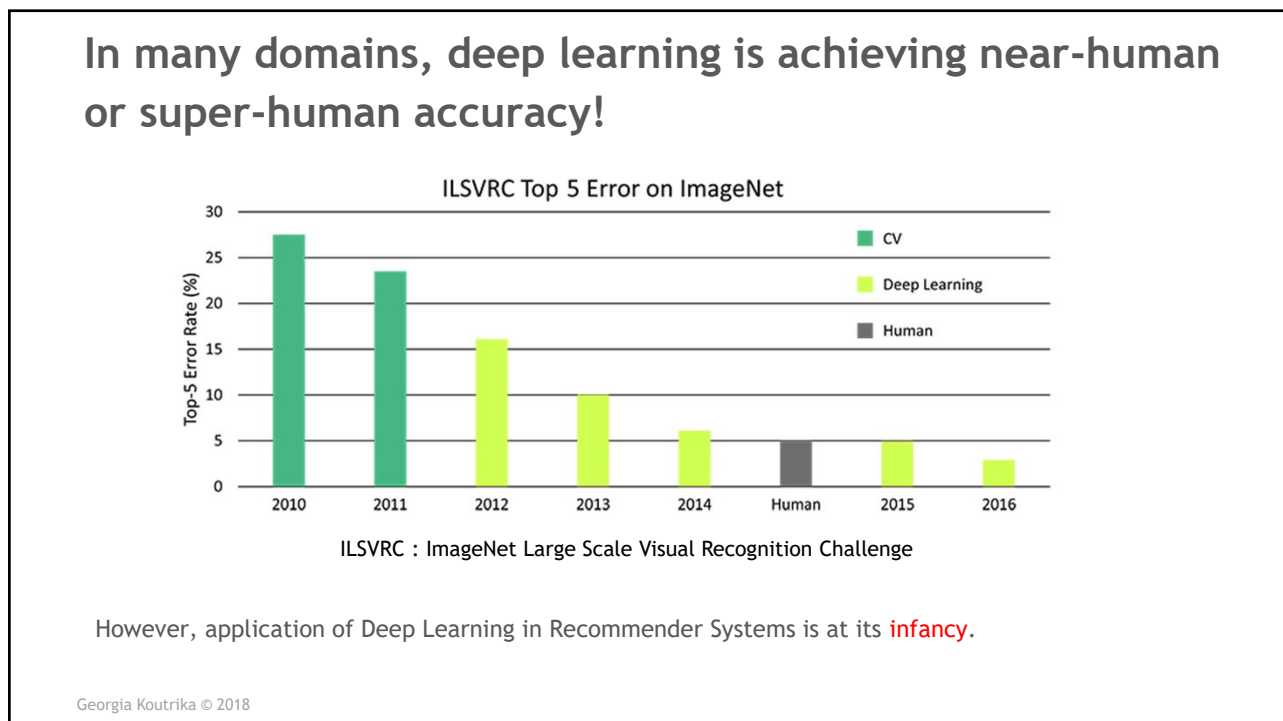 In many domains, deep learning is achieving near-human
or super-human accuracy!
ILSVRC Top 5 Error on ImageNet
Top-5 Error Rate (%)
30
25
20
15
10
5
0
CV
Deep Learning
Human
2010 2011 2012 2013 2014 Human 2015 2016
ILSVRC : ImageNet Large Scale Visual Recognition Challenge
However, application of Deep Learning in Recommender Systems is at its infancy.
Georgia Koutrika © 2018